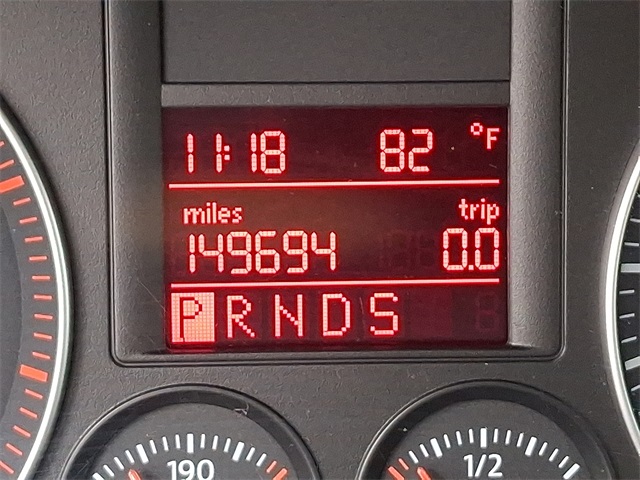 11:18 82 °F
miles trip
149694 0.0
P R N D S
190 1/2